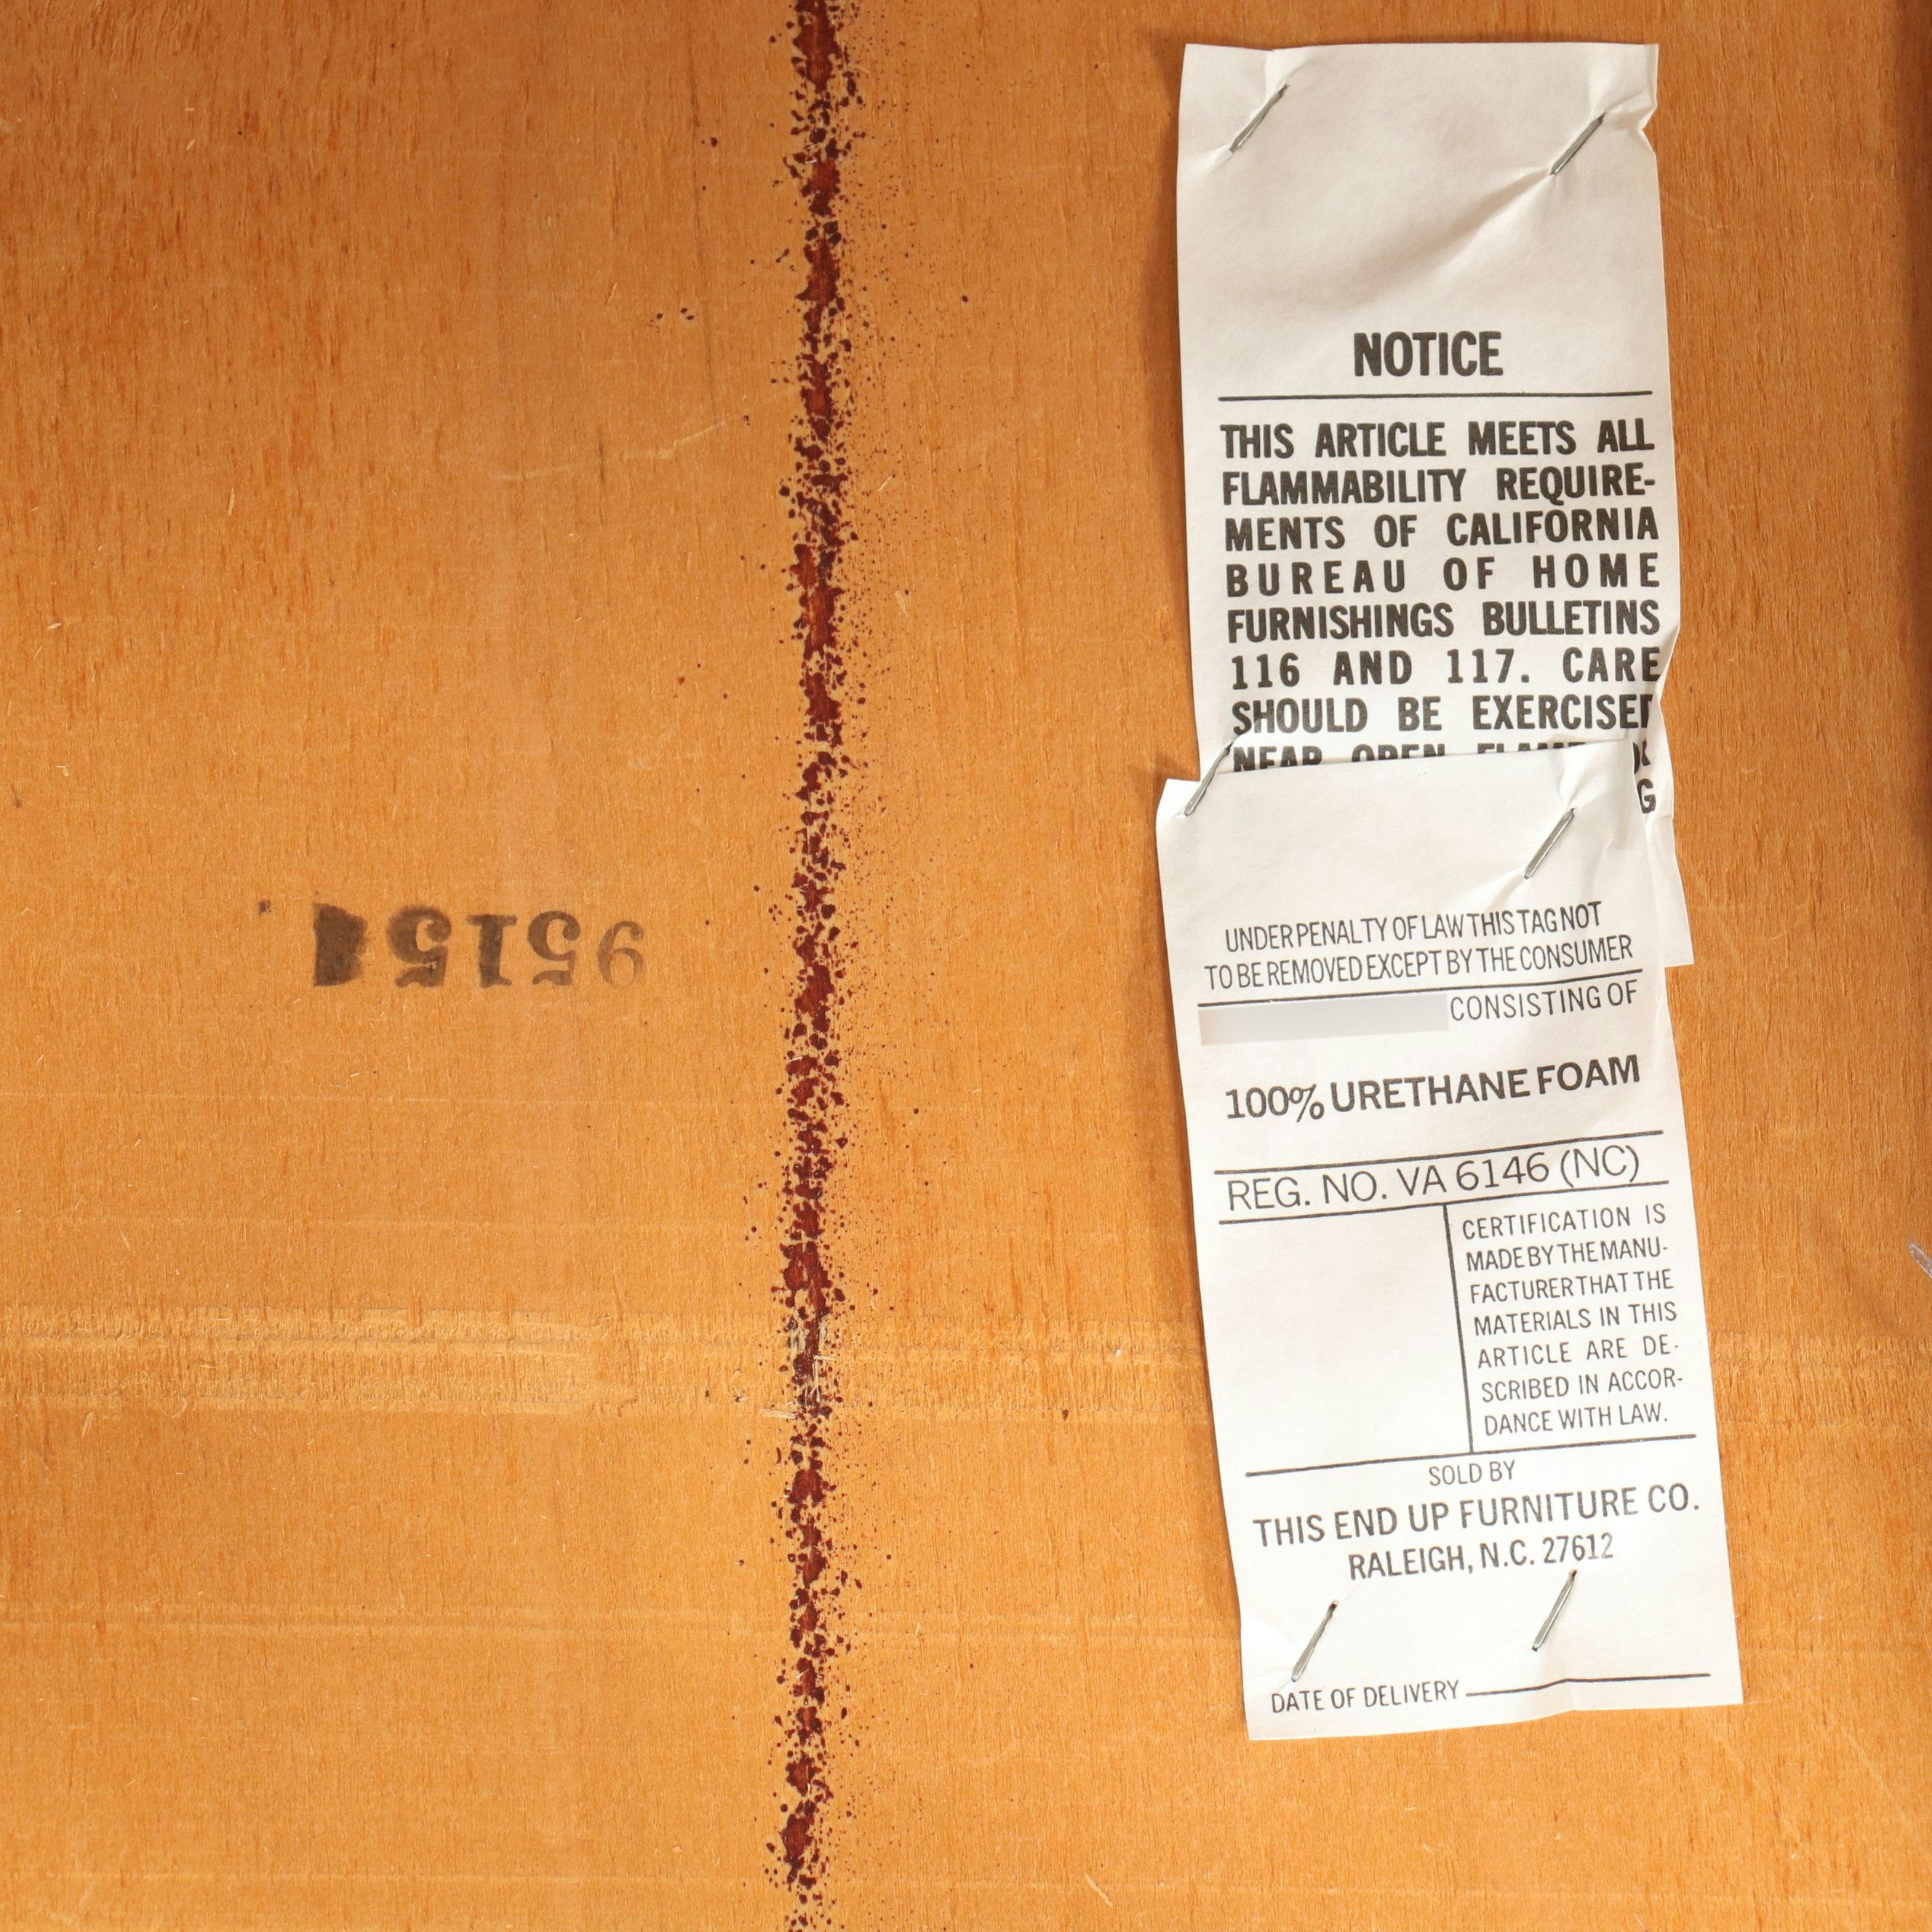 NOTICE
THIS ARTICLE MEETS ALL
FLAMMABILITY REQUIRE-
MENTS OF CALIFORNIA
BUREAU OF HOME
FURNISHINGS BULLETINS
116 AND 117. CARE
SHOULD BE EXERCISED
NEAR OPEN FLAME
UNDER PENALTY OF LAW THIS TAG NOT
TO BE REMOVED EXCEPT BY THE CONSUMER
CONSISTING OF
100% URETHANE FOAM
REG. NO. VA 6146 (NC)
CERTIFICATION IS
MADE BY THE MANU-
FACTURER THAT THE
MATERIALS IN THIS
ARTICLE ARE DE-
SCRIBED IN ACCOR-
DANCE WITH LAW.
SOLD BY
THIS END UP FURNITURE CO.
RALEIGH, N.C. 27612
DATE OF DELIVERY